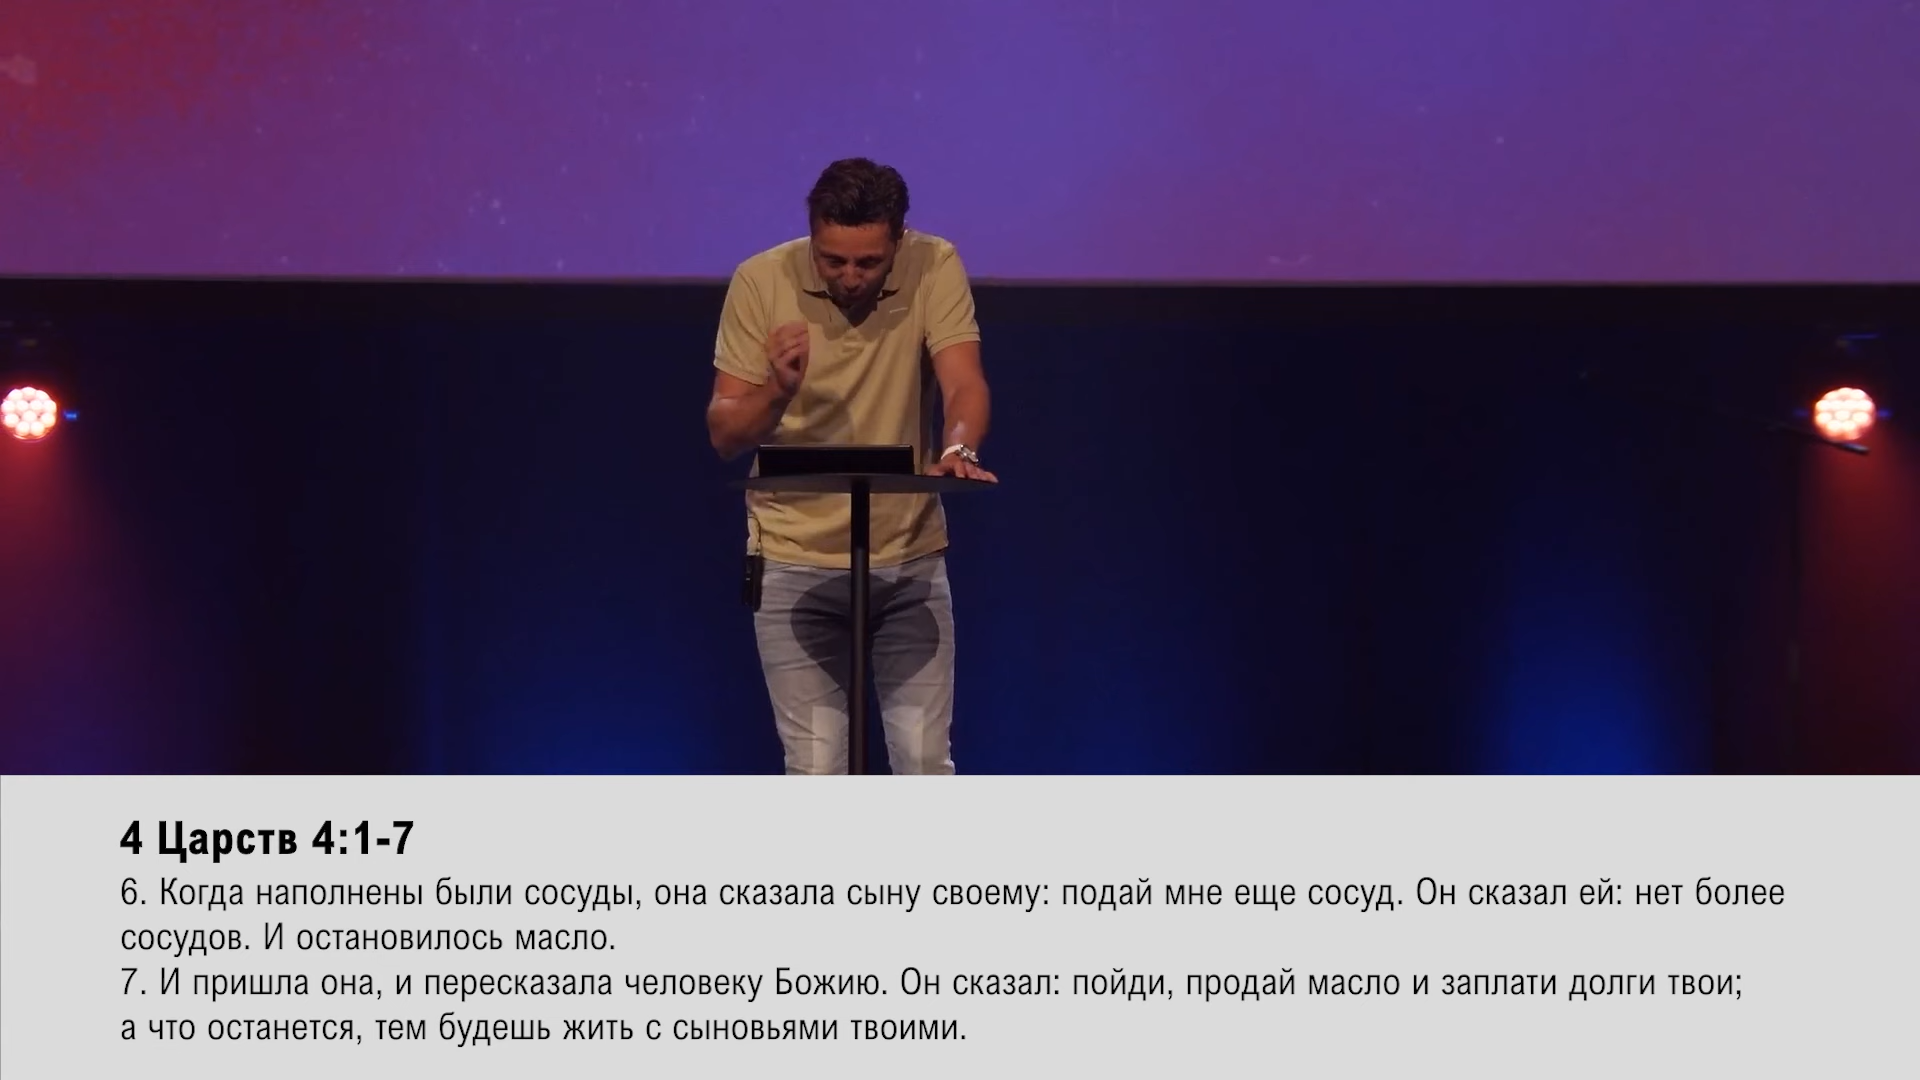 4 Царств 4:1-7
6. Когда наполнены были сосуды, она сказала сыну своему: подай мне еще сосуд. Он сказал ей: нет более
сосудов. И остановилось масло.
7. И пришла она, и пересказала человеку Божию. Он сказал: пойди, продай масло и заплати долги твои;
а что останется, тем будешь жить с сыновьями твоими.